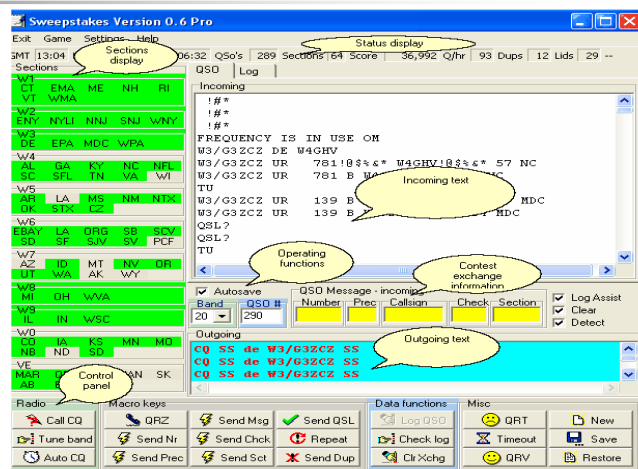 Sweepstakes Version 0.6 Pro
Exit Game Settings Help
GMT 13:04 06:32 QSo's 289 Sections 64 Score 36,992 Q/hr 93 Dups 12 Lids 29 --
Status display
Sections display
Sections
W1
CT EMA ME NH RI
VT WMA
W2
ENY NYLI NNJ SNJ WNY
W3
DE EPA MDC WPA
W4
AL GA KY NC NFL
SC SFL TN VA WI
W5
AR LA MS NM NTX
OK STX CZ
W6
EBAY LA ORG SB SCV
SD SF SJV SV PCF
W7
AZ ID MT NV OR
UT WA AK WY
W8
MI OH WVA
W9
IL IN WSC
W0
CO IA KS MN MO
NB ND SD
VE
MAR SK
AB
QSO Log
Incoming
!#*
!#*
!#*
FREQUENCY IS IN USE OM
W3/G3ZCZ DE W4GHV
W3/G3ZCZ UR 781!@$%&* W4GHV!@$%&* 57 NC
W3/G3ZCZ UR 781 B NC
TU
W3/G3ZCZ UR 139 B MDC
W3/G3ZCZ UR 139 B MDC
QSL?
QSL?
TU
Incoming text
Operating functions
Contest exchange information
Autosave
Band QSO #
20 290
QSO Message - incoming
Number Prec Callsign Check Section
Log Assist
Clear
Detect
Outgoing
CQ SS de W3/G3ZCZ SS
CQ SS de W3/G3ZCZ SS
CQ SS de W3/G3ZCZ SS
Outgoing text
Control panel
Radio
Call CQ
Tune band
Auto CQ
Macro keys
QRZ Send Msg Send QSL
Send Nr Send Chck Repeat
Send Prec Send Sct Send Dup
Data functions
Log QSO
Check log
Clr Xchg
Misc
QRT New
Timeout Save
QRV Restore